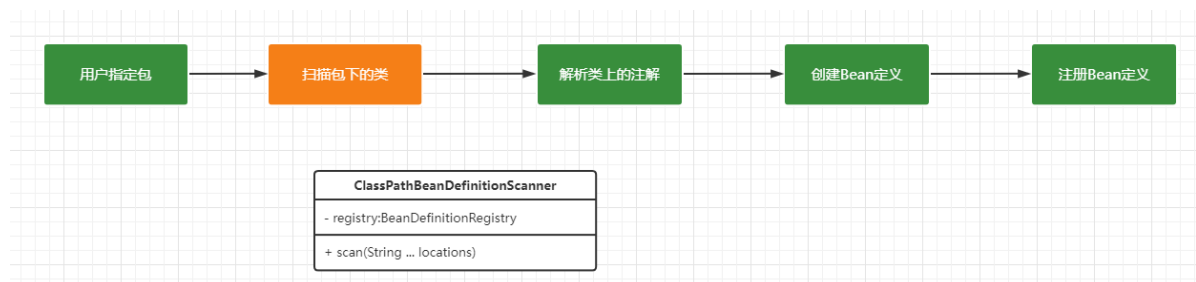 用户指定包
扫描包下的类
解析类上的注解
创建Bean定义
注册Bean定义
ClassPathBeanDefinitionScanner
- registry:BeanDefinitionRegistry
+ scan(String ... locations)